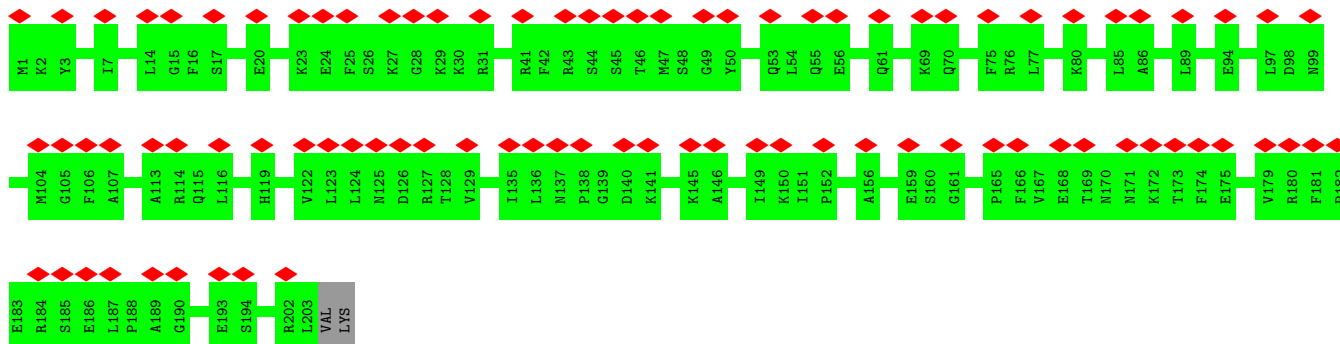 M1 K2 Y3 I7 L14 G15 F16 S17 E20 K23 E24 F25 S26 K27 G28 K29 K30 R31 R41 F42 R43 S44 S45 T46 M47 S48 G49 Y50 Q53 L54 Q55 E56 Q61 K69 Q70 F75 R76 L77 K80 L85 A86 L89 E94 L97 D98 N99
M104 G105 F106 A107 A113 R114 Q115 L116 H119 V122 L123 L124 N125 D126 R127 T128 V129 I135 L136 N137 P138 G139 D140 K141 K145 A146 I149 K150 I151 P152 A156 E159 S160 G161 P165 F166 V167 E168 T169 N170 N171 K172 T173 F174 E175 V179 R180 F181
E183 R184 S185 E186 L187 P188 A189 G190 E193 S194 R202 L203 VAL LYS